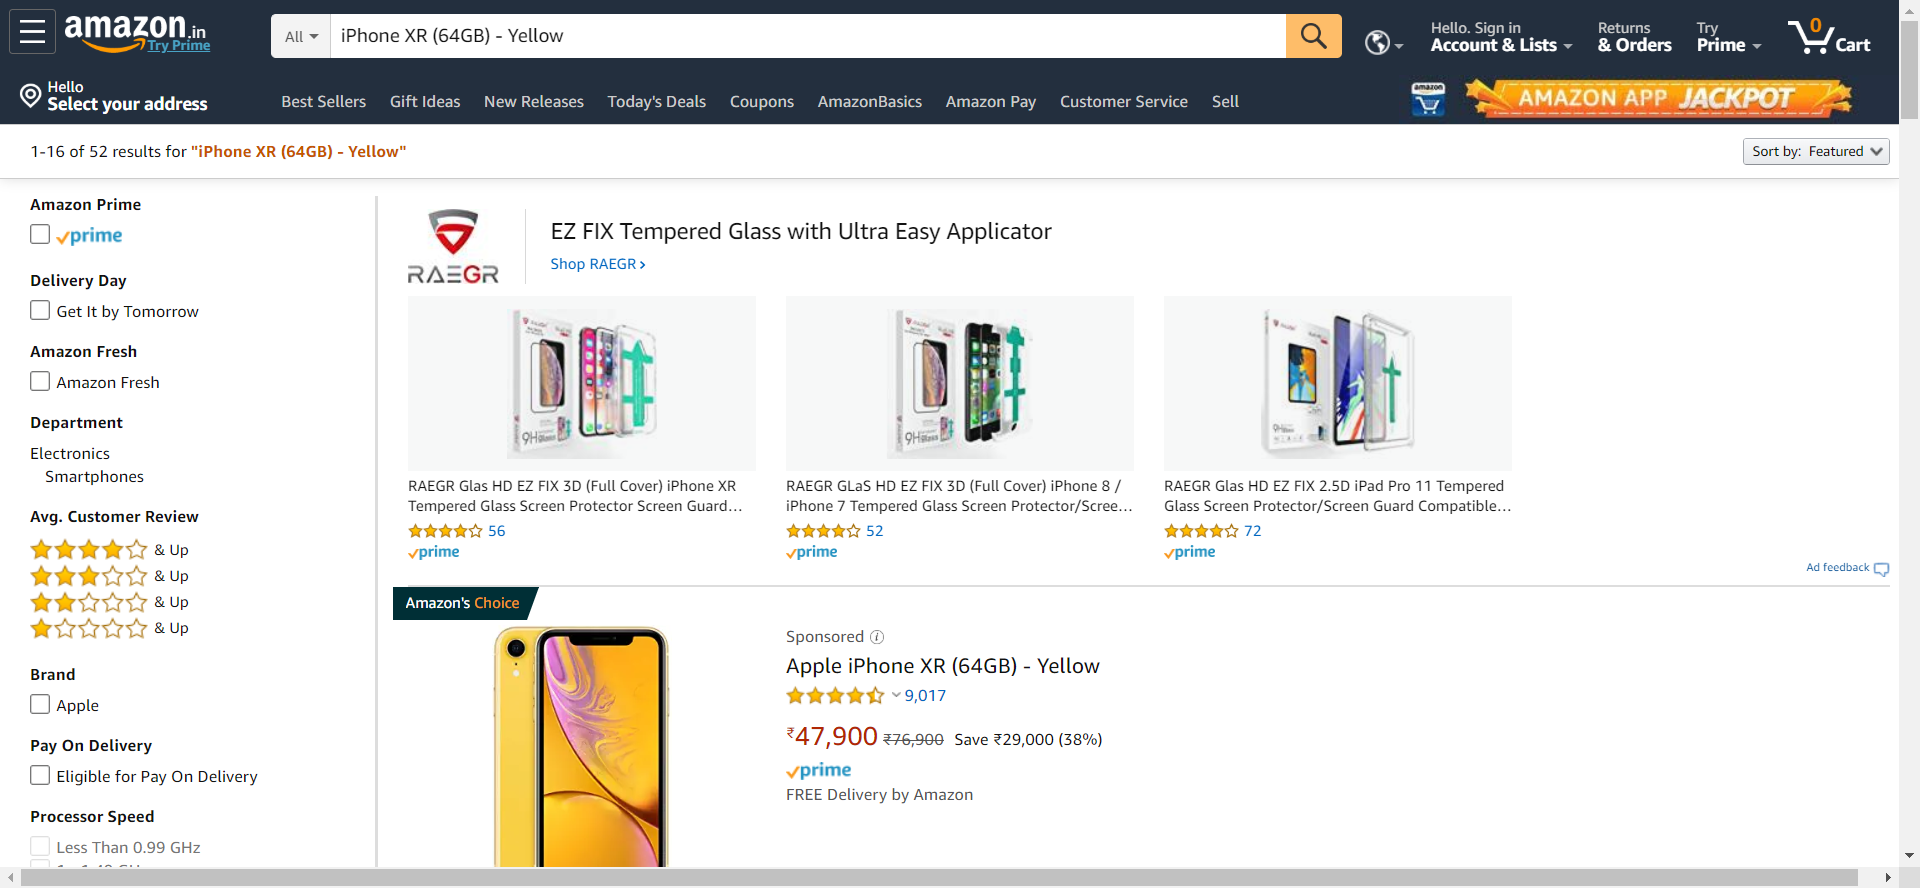 amazon.in
Try Prime
All
iPhone XR (64GB) - Yellow
Hello. Sign in
Account & Lists
Returns
& Orders
Try
Prime
0
Cart
Hello
Select your address
Best Sellers
Gift Ideas
New Releases
Today's Deals
Coupons
AmazonBasics
Amazon Pay
Customer Service
Sell
amazon
AMAZON APP JACKPOT
1-16 of 52 results for "iPhone XR (64GB) - Yellow"
Sort by: Featured
Amazon Prime
prime
Delivery Day
Get It by Tomorrow
Amazon Fresh
Amazon Fresh
Department
Electronics
Smartphones
Avg. Customer Review
& Up
& Up
& Up
& Up
Brand
Apple
Pay On Delivery
Eligible for Pay On Delivery
Processor Speed
Less Than 0.99 GHz
RAEGR
EZ FIX Tempered Glass with Ultra Easy Applicator
Shop RAEGR ›
9H
Glass
RAEGR Glas HD EZ FIX 3D (Full Cover) iPhone XR
Tempered Glass Screen Protector Screen Guard...
56
prime
9H
Glass
RAEGR GLaS HD EZ FIX 3D (Full Cover) iPhone 8 /
iPhone 7 Tempered Glass Screen Protector/Scree...
52
prime
9H
RAEGR Glas HD EZ FIX 2.5D iPad Pro 11 Tempered
Glass Screen Protector/Screen Guard Compatible...
72
prime
Ad feedback
Amazon's Choice
Sponsored
Apple iPhone XR (64GB) - Yellow
9,017
₹47,900 ₹76,900 Save ₹29,000 (38%)
prime
FREE Delivery by Amazon